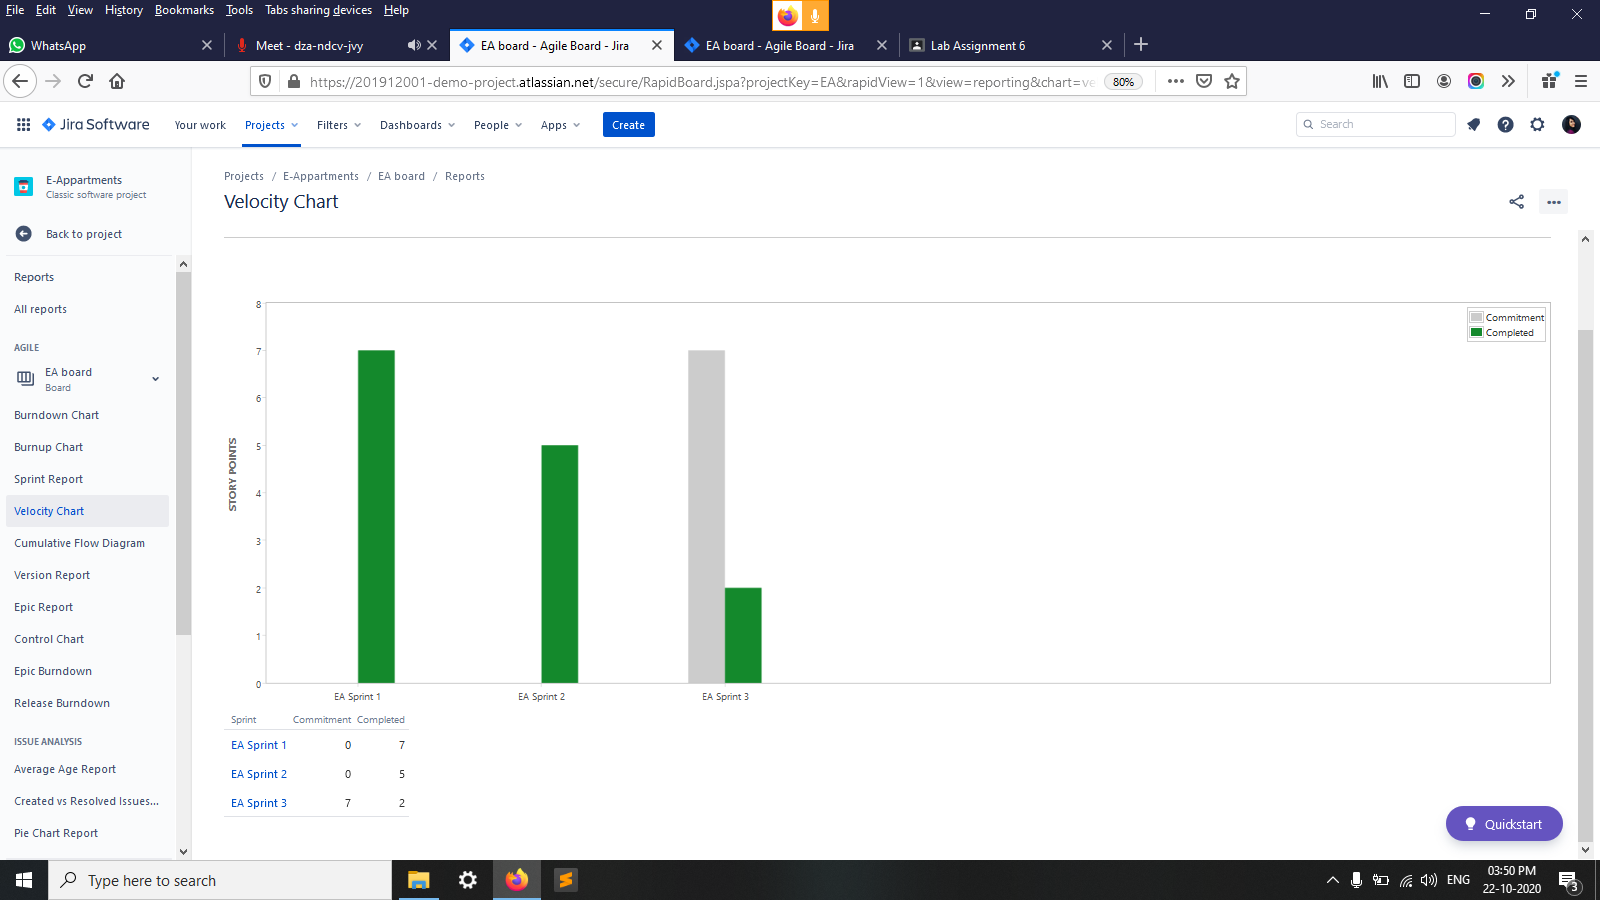 File Edit View History Bookmarks Tools Tabs sharing devices Help
WhatsApp
Meet - dza-ndcv-jvy
EA board - Agile Board - Jira
EA board - Agile Board - Jira
Lab Assignment 6
https://201912001-demo-project.atlassian.net/secure/RapidBoard.jspa?projectKey=EA&rapidView=1&view=reporting&chart=ve
80%
Jira Software
Your work
Projects
Filters
Dashboards
People
Apps
Create
Search
E-Appartments
Classic software project
Back to project
Reports
All reports
AGILE
EA board
Board
Burndown Chart
Burnup Chart
Sprint Report
Velocity Chart
Cumulative Flow Diagram
Version Report
Epic Report
Control Chart
Epic Burndown
Release Burndown
ISSUE ANALYSIS
Average Age Report
Created vs Resolved Issues...
Pie Chart Report
Projects / E-Appartments / EA board / Reports
Velocity Chart
8
7
6
5
4
3
2
1
0
STORY POINTS
Commitment
Completed
EA Sprint 1
EA Sprint 2
EA Sprint 3
Sprint Commitment Completed
EA Sprint 1 0 7
EA Sprint 2 0 5
EA Sprint 3 7 2
Quickstart
Type here to search
ENG
03:50 PM
22-10-2020
3